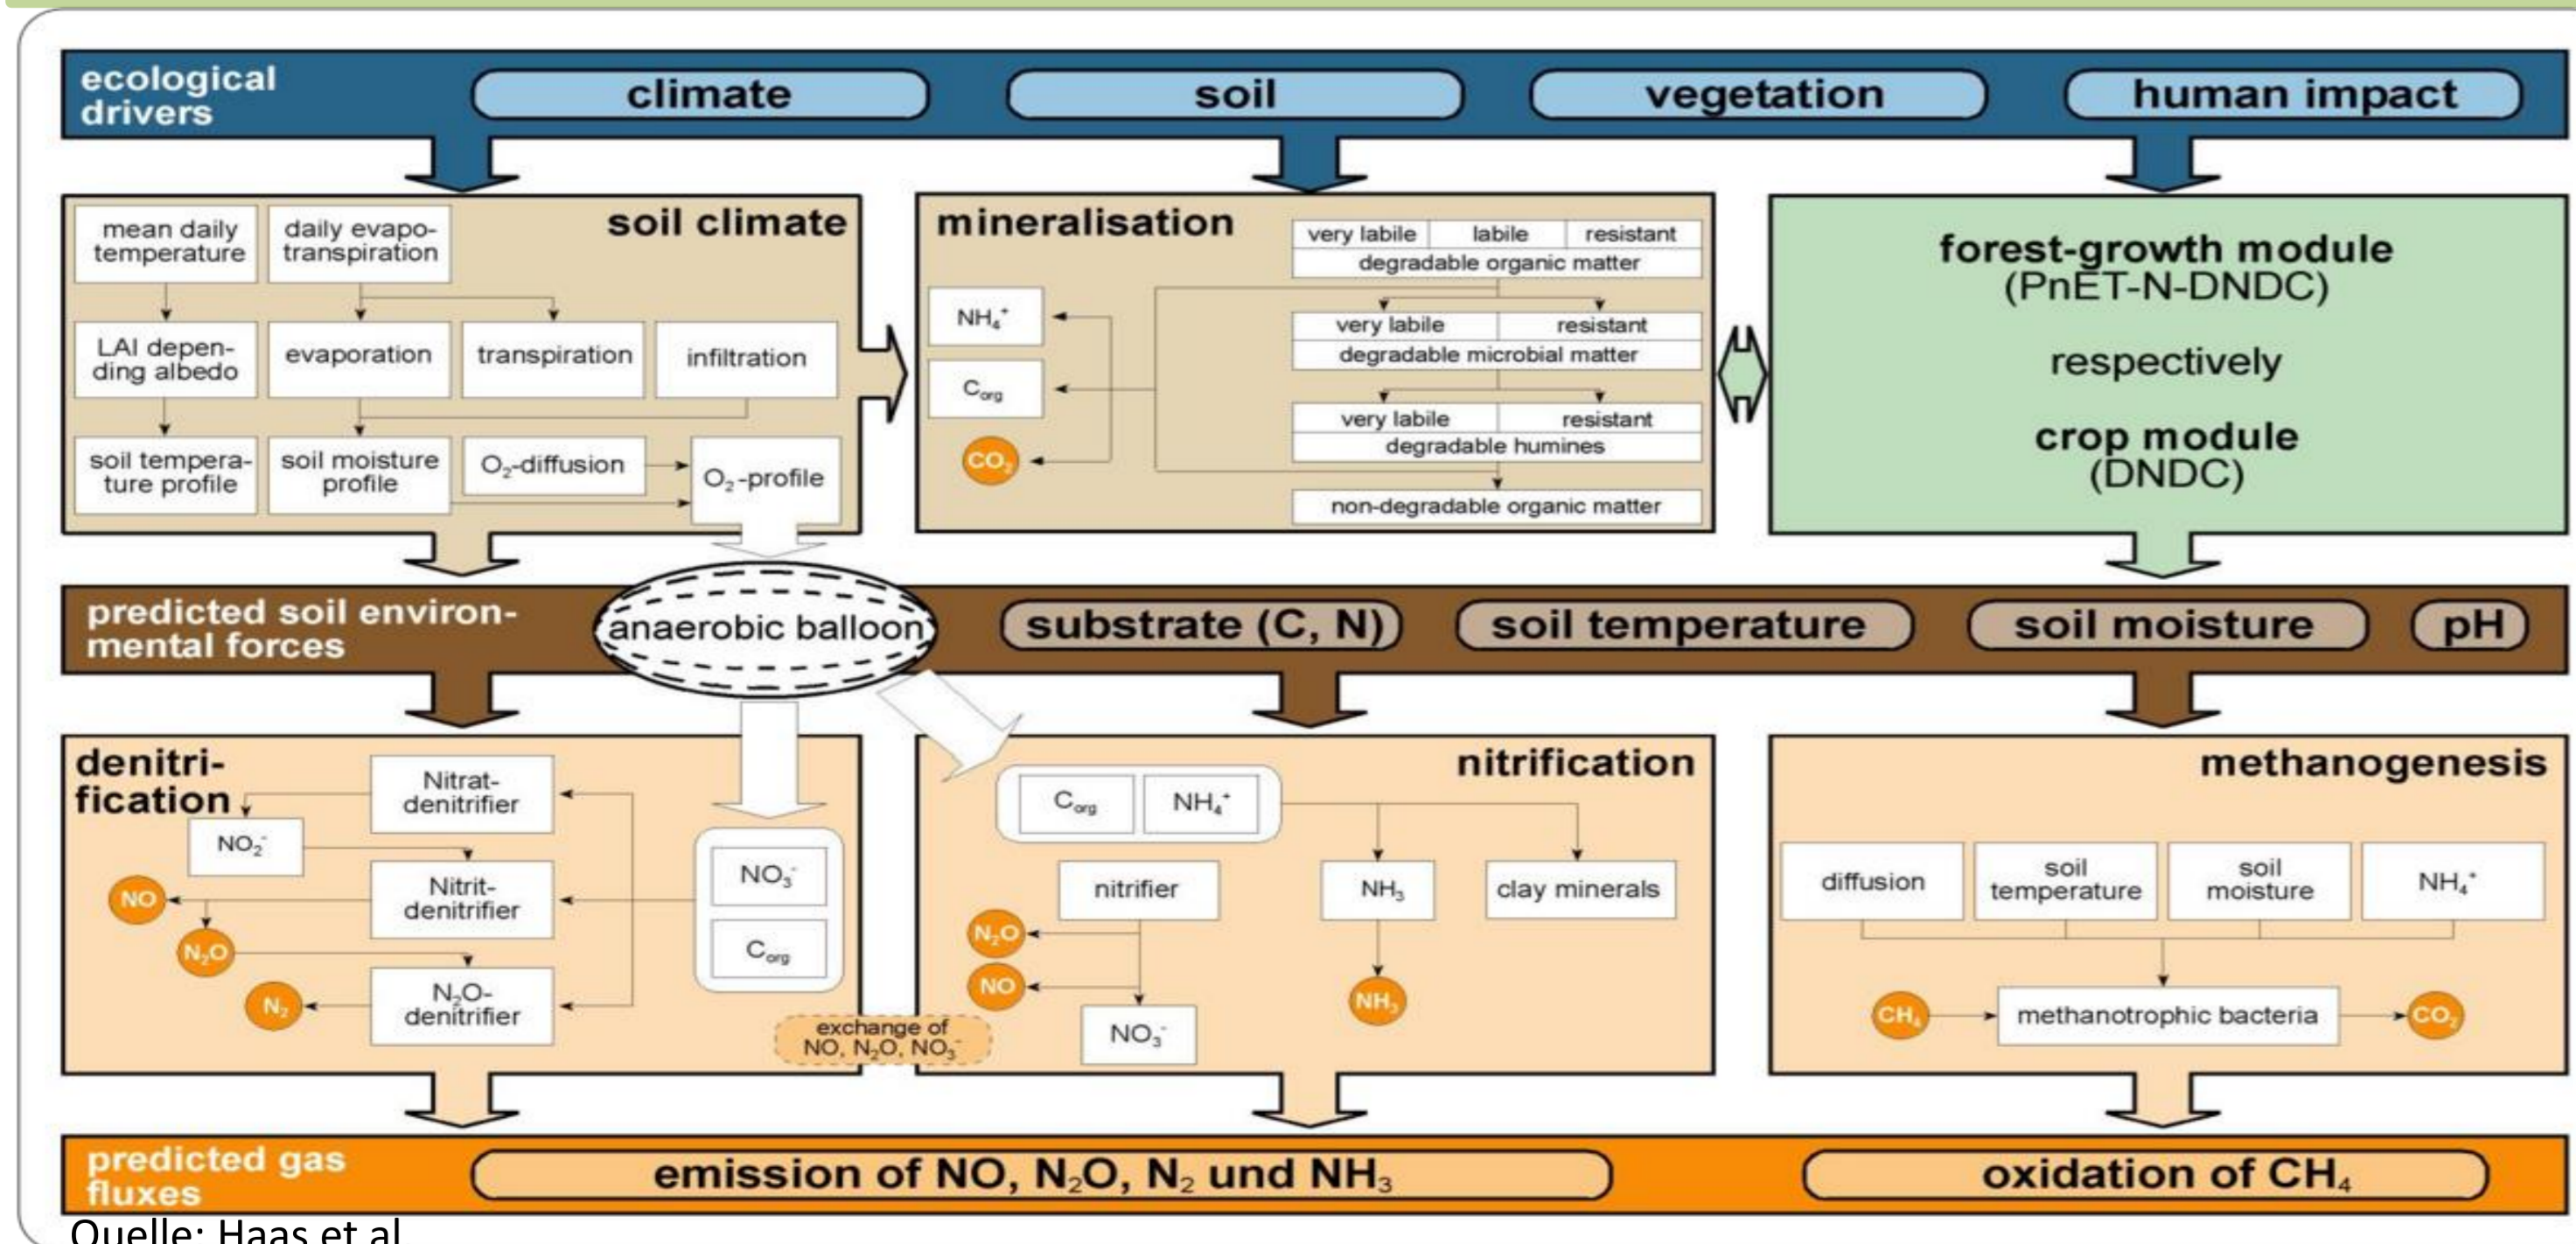 ecological
drivers
climate
soil
vegetation
human impact
soil climate
mean daily
temperature
daily evapo-
transpiration
LAI depen-
ding albedo
evaporation
transpiration
infiltration
soil tempera-
ture profile
soil moisture
profile
O₂-diffusion
O₂-profile
mineralisation
very labile
labile
resistant
degradable organic matter
NH₄⁺
very labile
resistant
degradable microbial matter
Corg
very labile
resistant
degradable humines
CO₂
non-degradable organic matter
forest-growth module
(PnET-N-DNDC)
respectively
crop module
(DNDC)
predicted soil environ-
mental forces
anaerobic balloon
substrate (C, N)
soil temperature
soil moisture
pH
denitri-
fication
Nitrat-
denitrifier
NO₂⁻
Nitrit-
denitrifier
NO
N₂O
N₂O-
denitrifier
N₂
NO₃⁻
Corg
exchange of
NO, N₂O, NO₃⁻
nitrification
Corg
NH₄⁺
nitrifier
NH₃
clay minerals
N₂O
NO
NH₃
NO₃⁻
methanogenesis
diffusion
soil
temperature
soil
moisture
NH₄⁺
CH₄
methanotrophic bacteria
CO₂
predicted gas
fluxes
emission of NO, N₂O, N₂ und NH₃
oxidation of CH₄
Quelle: Haas et al